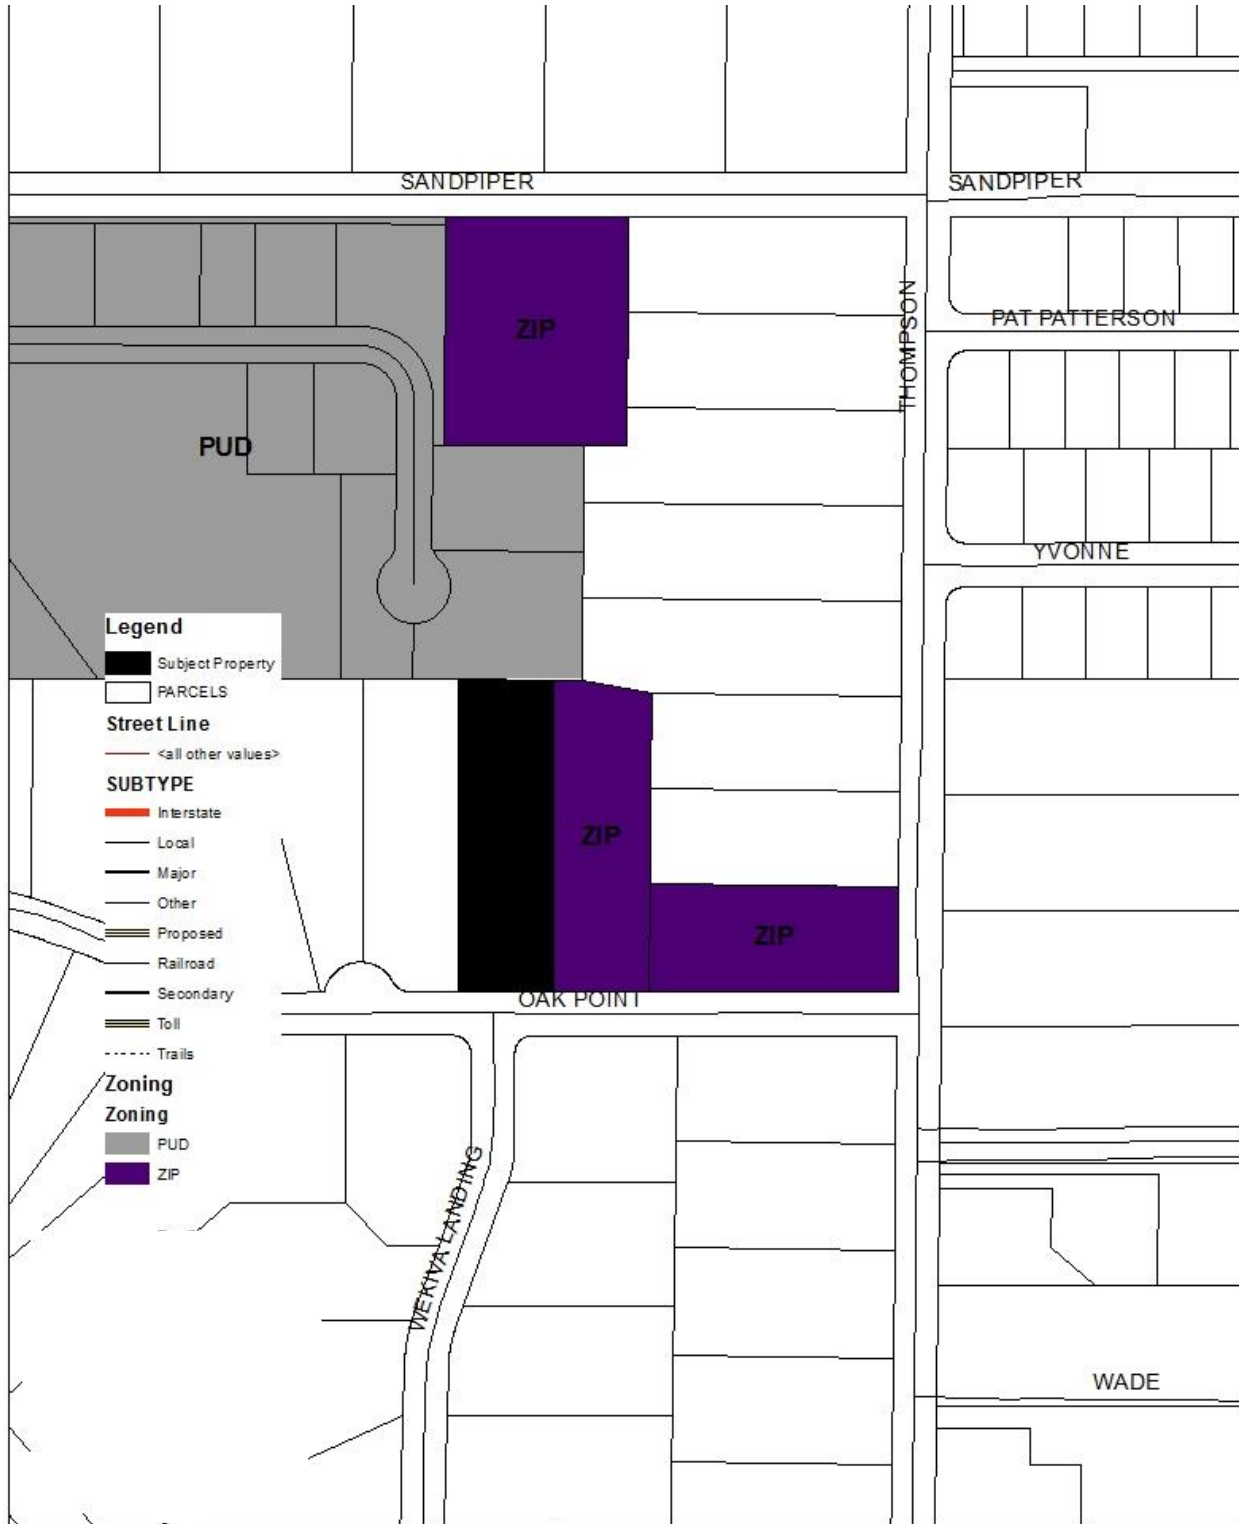 SANDPIPER
SANDPIPER
THOMPSON
PAT PATTERSON
ZIP
PUD
YVONNE
Legend
Subject Property
PARCELS
Street Line
<all other values>
SUBTYPE
Interstate
Local
Major
Other
Proposed
Railroad
Secondary
Toll
Trails
Zoning
Zoning
PUD
ZIP
ZIP
ZIP
OAK POINT
WEKIVA LANDING
WADE